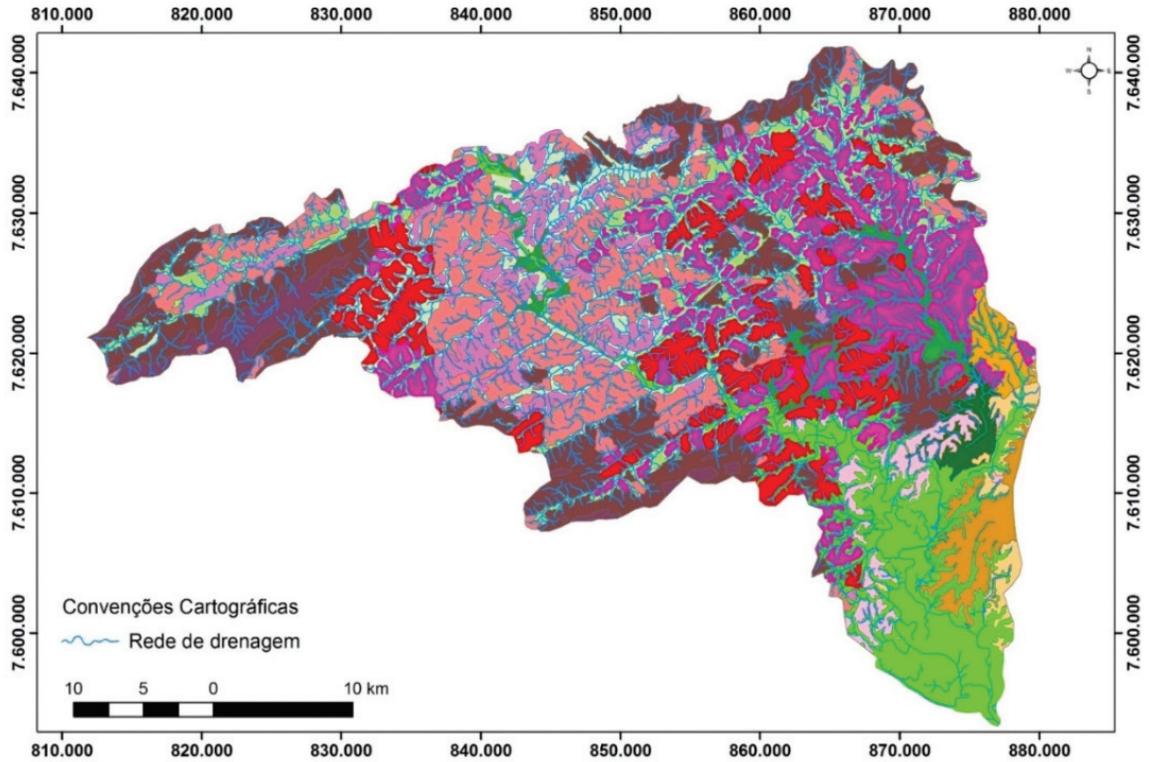 810.000 820.000 830.000 840.000 850.000 860.000 870.000 880.000
7.640.000
7.630.000
7.620.000
7.610.000
7.600.000
N
W E
S
7.640.000
7.630.000
7.620.000
7.610.000
7.600.000
Convenções Cartográficas
Rede de drenagem
10 5 0 10 km
810.000 820.000 830.000 840.000 850.000 860.000 870.000 880.000